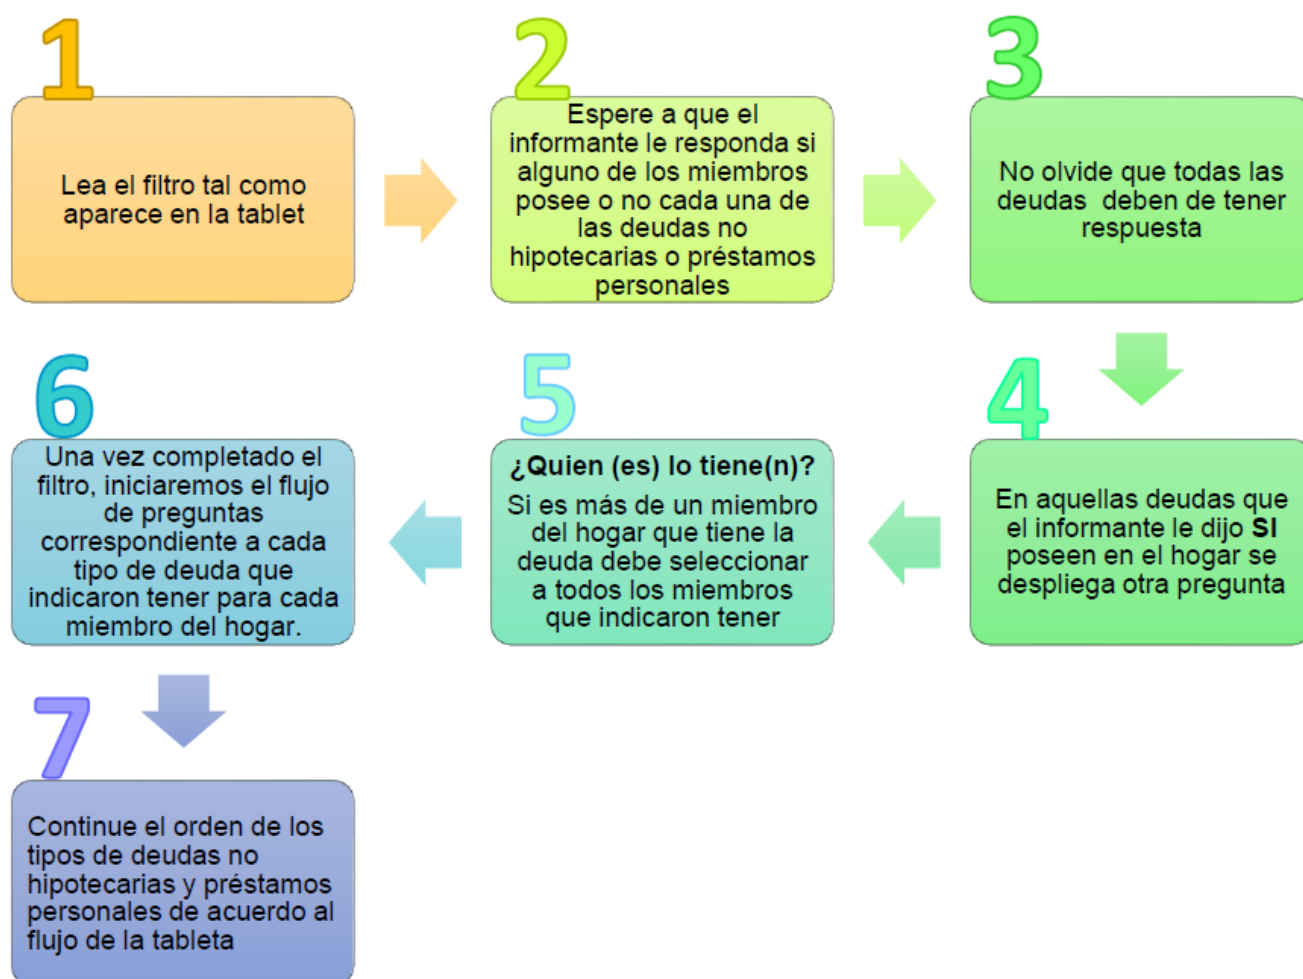 1
Lea el filtro tal como
aparece en la tablet
2
Espere a que el
informante le responda si
alguno de los miembros
posee o no cada una de
las deudas no
hipotecarias o préstamos
personales
3
No olvide que todas las
deudas deben de tener
respuesta
4
En aquellas deudas que
el informante le dijo SI
poseen en el hogar se
despliega otra pregunta
5
¿Quien (es) lo tiene(n)?
Si es más de un miembro
del hogar que tiene la
deuda debe seleccionar
a todos los miembros
que indicaron tener
6
Una vez completado el
filtro, iniciaremos el flujo
de preguntas
correspondiente a cada
tipo de deuda que
indicaron tener para cada
miembro del hogar.
7
Continue el orden de los
tipos de deudas no
hipotecarias y préstamos
personales de acuerdo al
flujo de la tableta